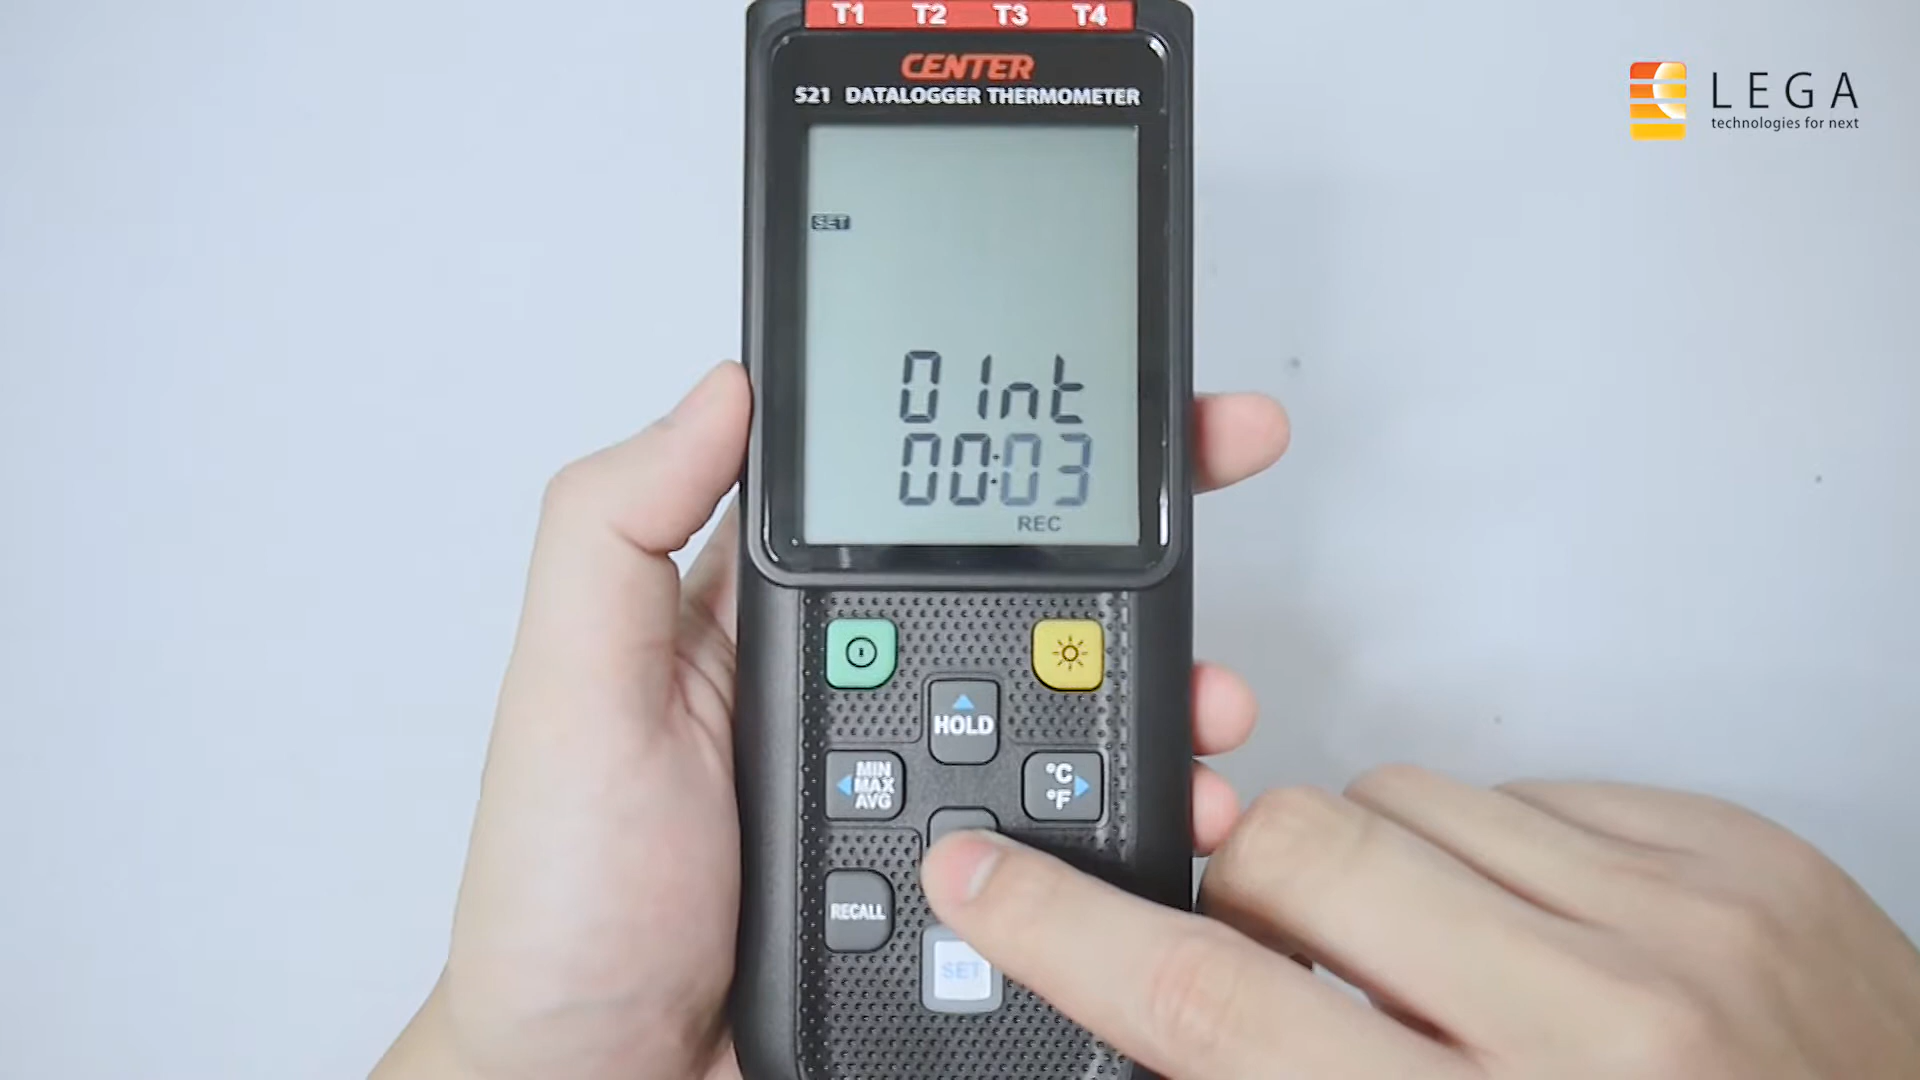 T1 T2 T3 T4
CENTER
521 DATALOGGER THERMOMETER
LEGA
technologies for next
SET
0 Int
00:03
REC
HOLD
MIN
MAX
AVG
°C
°F
RECALL
SET